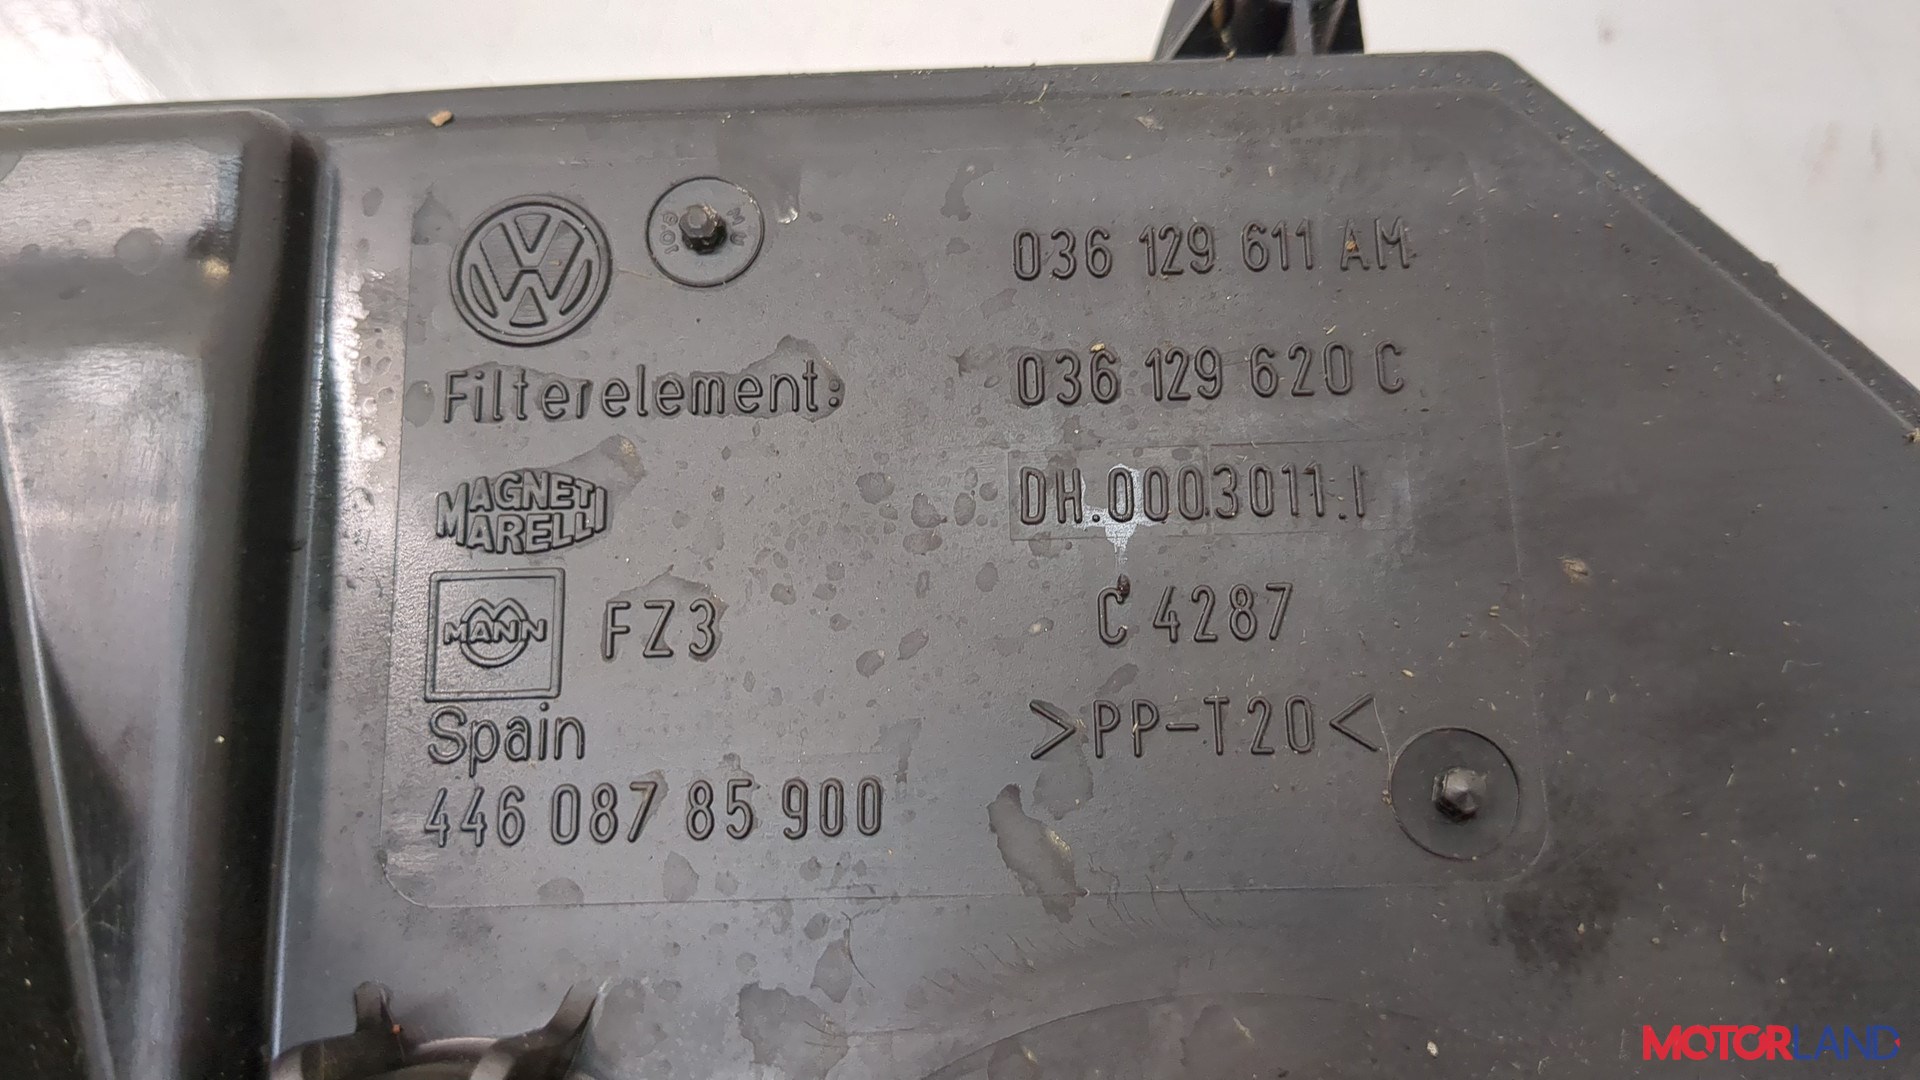 036 129 611 AM
Filterelement: 036 129 620 C
MAGNETI MARELLI DH.0003011.1
MANN FZ3 C 4287
Spain >PP-T20<
446 087 85 900
MOTORLAND